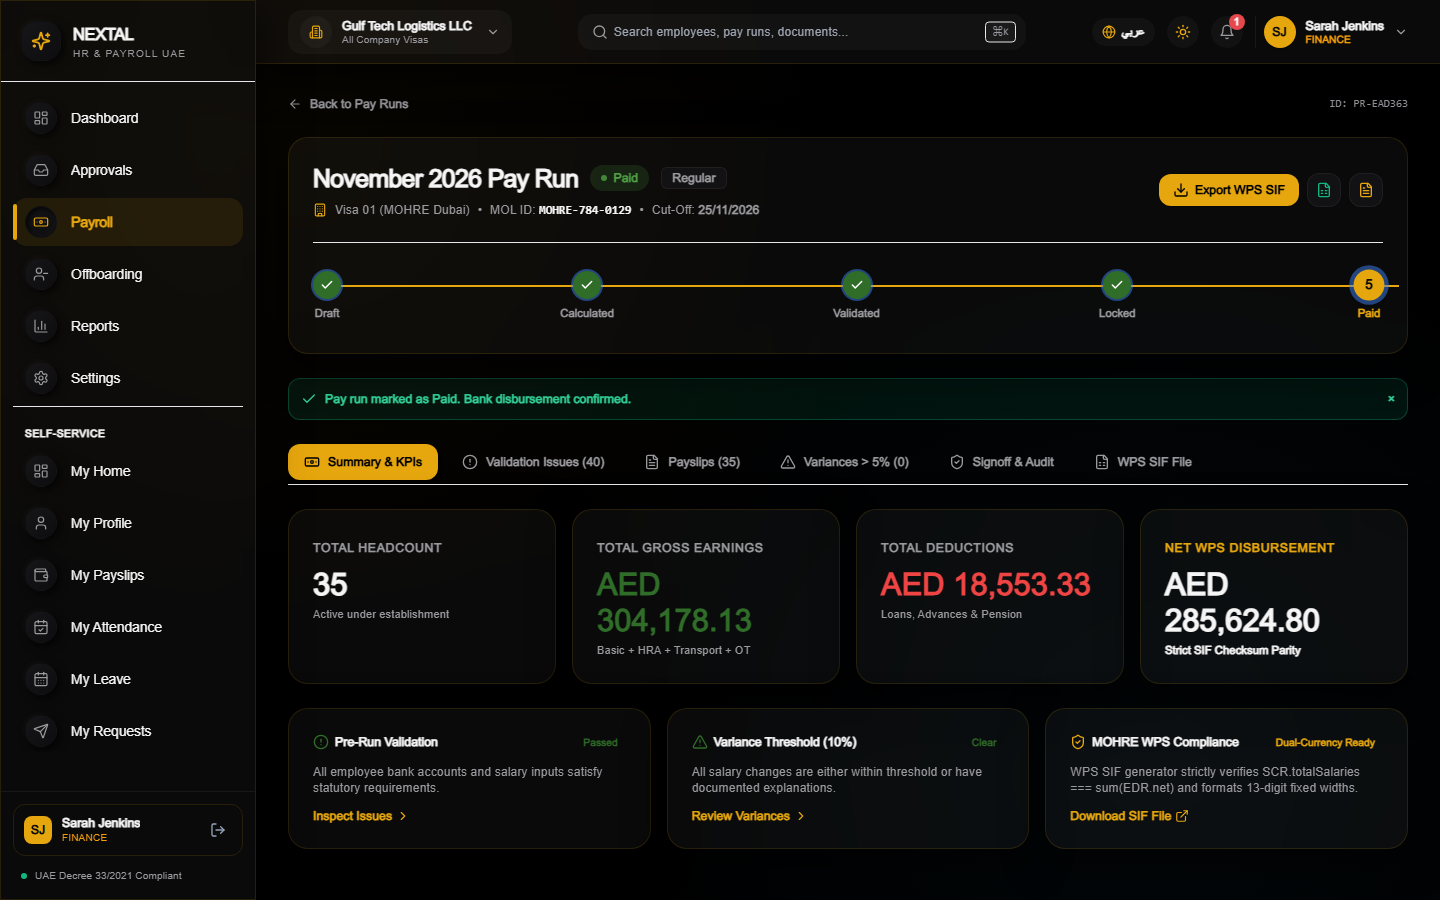 NEXTAL
HR & PAYROLL UAE
Gulf Tech Logistics LLC
All Company Visas
Search employees, pay runs, documents...
⌘K
عربي
1
SJ
Sarah Jenkins
FINANCE
Dashboard
Approvals
Payroll
Offboarding
Reports
Settings
SELF-SERVICE
My Home
My Profile
My Payslips
My Attendance
My Leave
My Requests
SJ
Sarah Jenkins
FINANCE
UAE Decree 33/2021 Compliant
Back to Pay Runs
ID: PR-EAD363
November 2026 Pay Run
Paid
Regular
Visa 01 (MOHRE Dubai) • MOL ID: MOHRE-784-0129 • Cut-Off: 25/11/2026
Export WPS SIF
5
Draft
Calculated
Validated
Locked
Paid
Pay run marked as Paid. Bank disbursement confirmed.
×
Summary & KPIs
Validation Issues (40)
Payslips (35)
Variances > 5% (0)
Signoff & Audit
WPS SIF File
TOTAL HEADCOUNT
35
Active under establishment
TOTAL GROSS EARNINGS
AED
304,178.13
Basic + HRA + Transport + OT
TOTAL DEDUCTIONS
AED 18,553.33
Loans, Advances & Pension
NET WPS DISBURSEMENT
AED
285,624.80
Strict SIF Checksum Parity
Pre-Run Validation
Passed
All employee bank accounts and salary inputs satisfy
statutory requirements.
Inspect Issues
Variance Threshold (10%)
Clear
All salary changes are either within threshold or have
documented explanations.
Review Variances
MOHRE WPS Compliance
Dual-Currency Ready
WPS SIF generator strictly verifies SCR.totalSalaries
=== sum(EDR.net) and formats 13-digit fixed widths.
Download SIF File